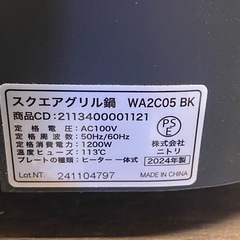 スクエアグリル鍋 WA2C05 BK
商品CD:2113400001121
定格電圧:AC100V
定格周波数:50Hz/60Hz
定格消費電力:1200W
温度ヒューズ:113℃
プレートの種類:ヒーター 一体式
Lot.NT. 241104797
PS
E
株式会社
ニトリ
2024年製
MADE IN CHINA